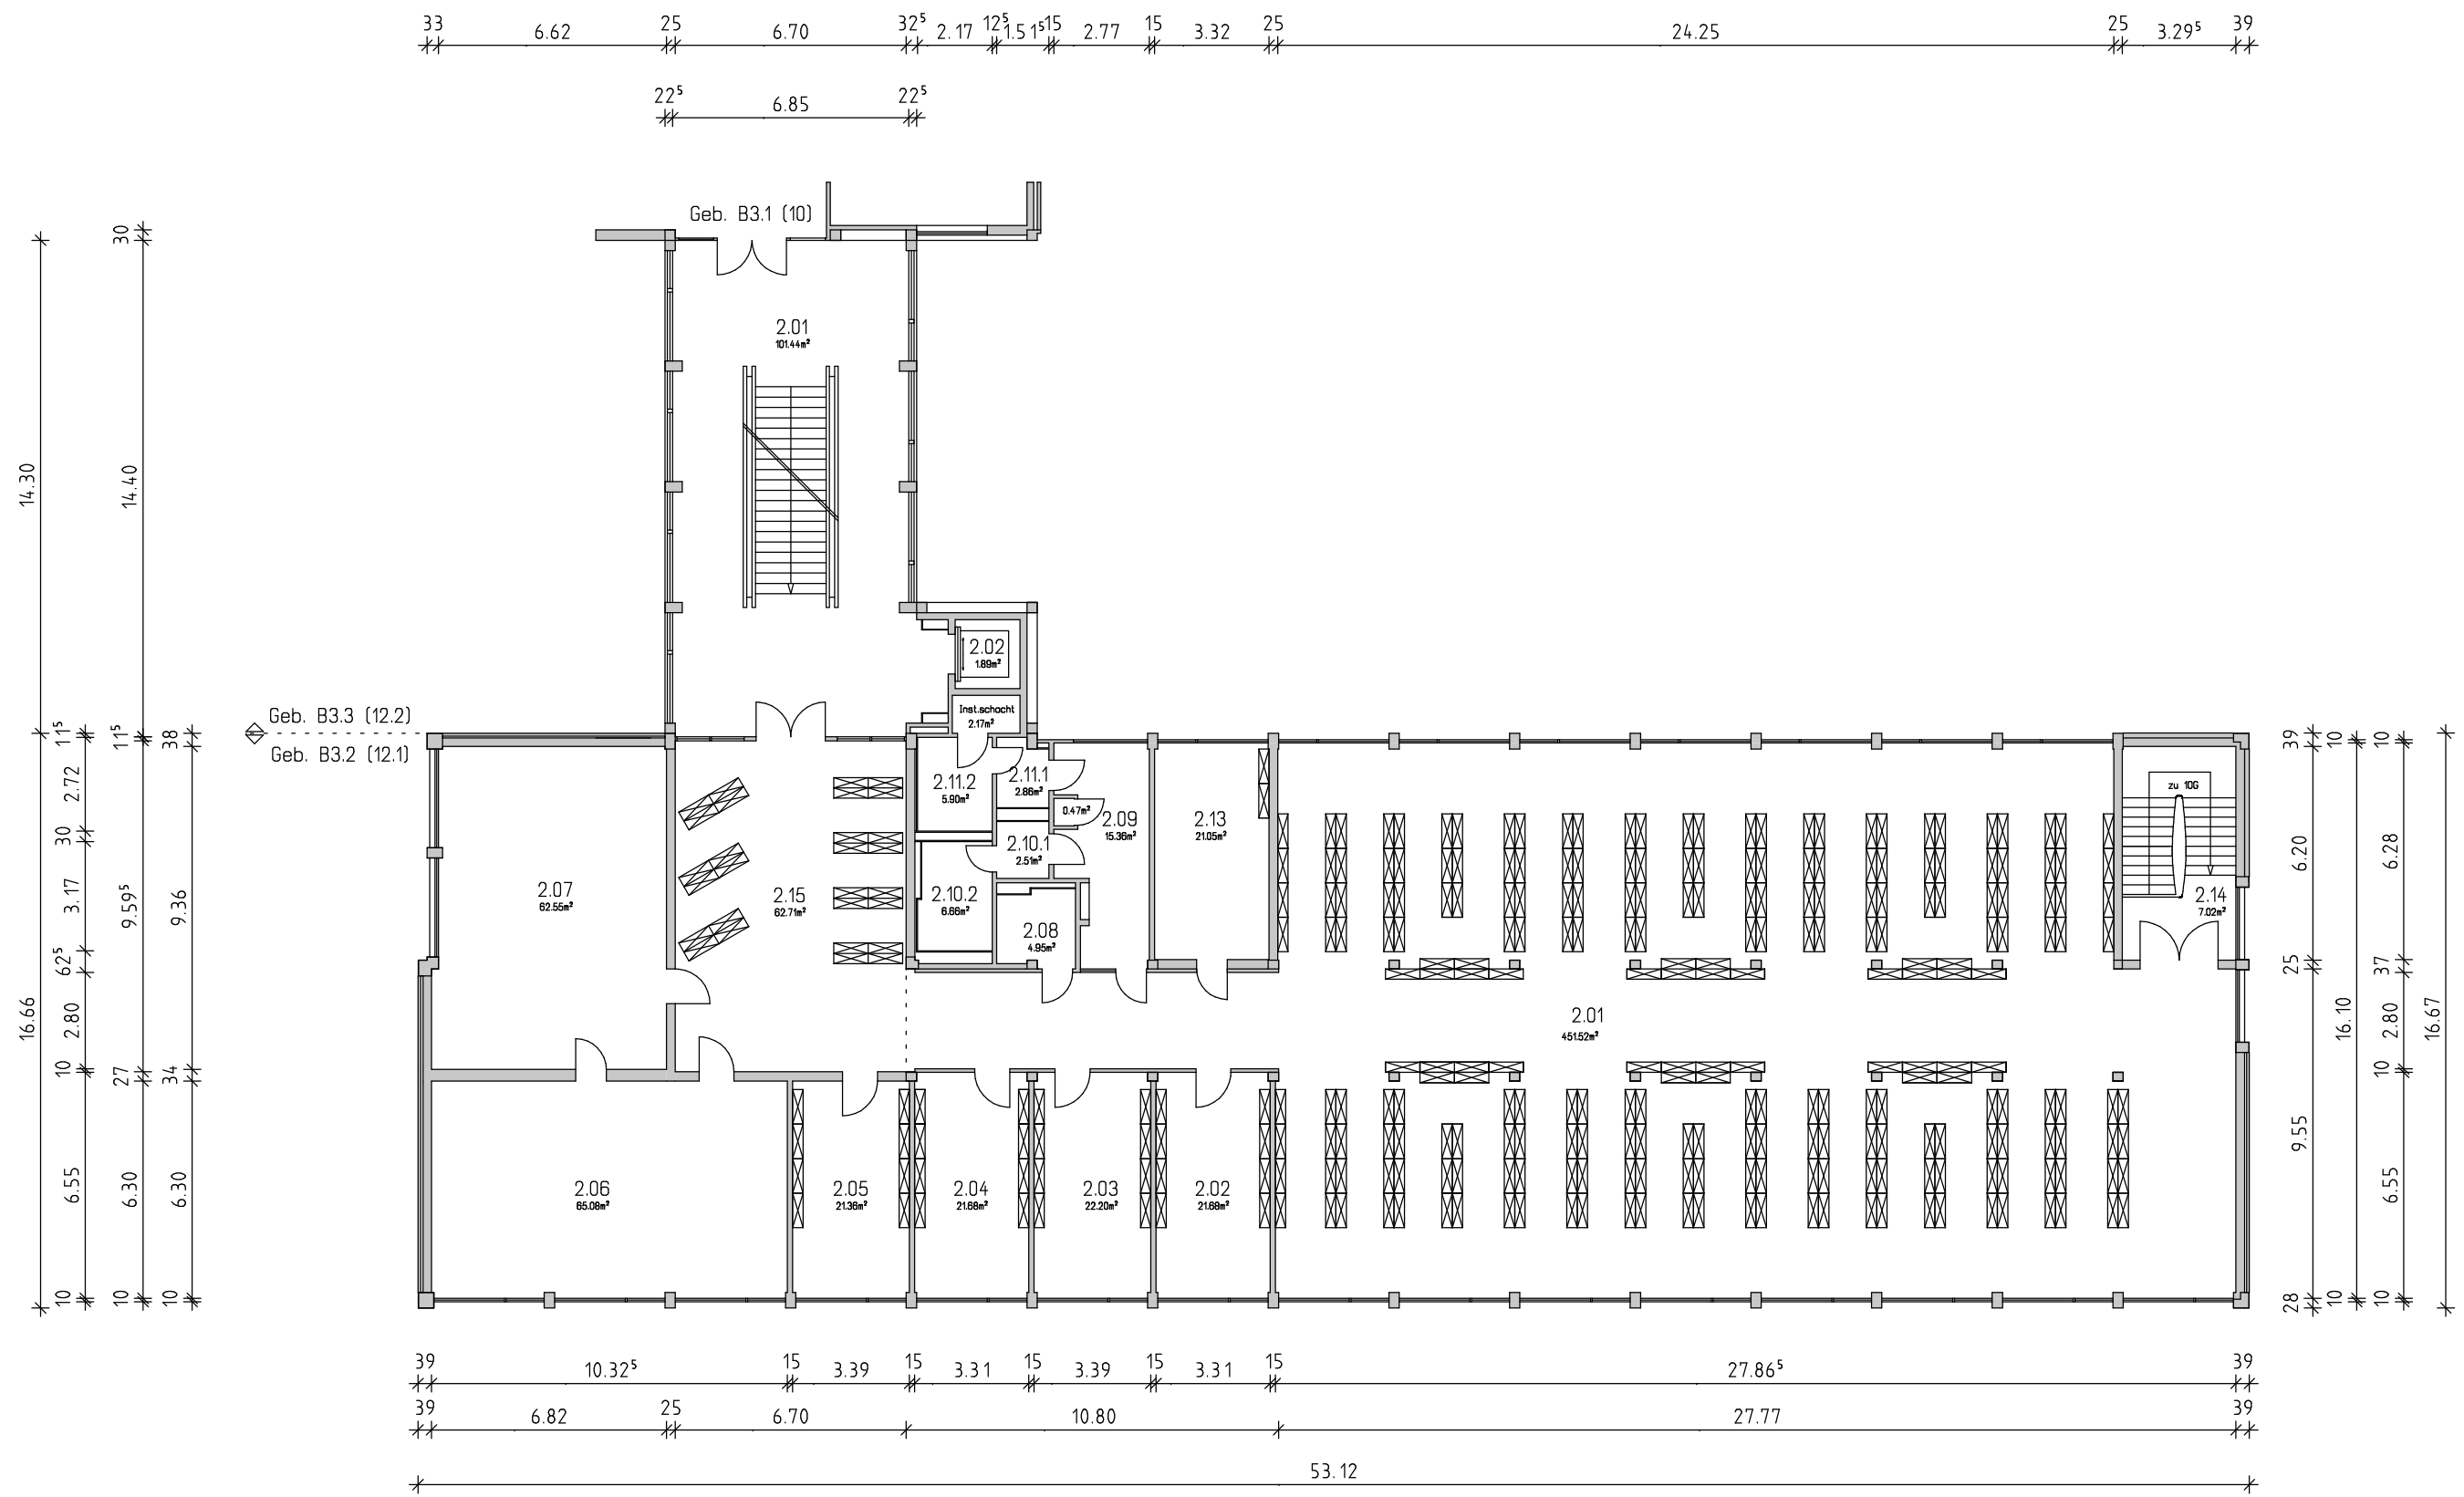 33 25 32⁵ 12⁵ 15 15 25 25 39
6.62 6.70 2.17 1.51⁵ 2.77 3.32 24.25 3.29⁵
22⁵ 6.85 22⁵
Geb. B3.1 (10)
30
14.30
14.40
2.01
101.44m²
2.02
1.89m²
Inst.schacht
2.17m²
Geb. B3.3 (12.2)
Geb. B3.2 (12.1)
11⁵ 11⁵ 38
2.72
30
3.17
62⁵
2.80
10
6.55
10
9.59⁵
27
6.30
10
9.36
34
6.30
10
16.66
2.07
62.55m²
2.15
62.71m²
2.11.2
5.90m²
2.11.1
2.86m²
0.47m²
2.10.1
2.51m²
2.10.2
6.66m²
2.08
4.95m²
2.09
15.36m²
2.13
21.05m²
zu 10G
2.14
7.02m²
2.01
451.52m²
2.06
65.08m²
2.05
21.36m²
2.04
21.68m²
2.03
22.20m²
2.02
21.68m²
39
6.20
25
9.55
28
10
16.10
10
10
6.28
37
2.80
10
6.55
10
16.67
39 15 15 15 15 15 39
10.32⁵ 3.39 3.31 3.39 3.31 27.86⁵
39 25 39
6.82 6.70 10.80 27.77
53.12